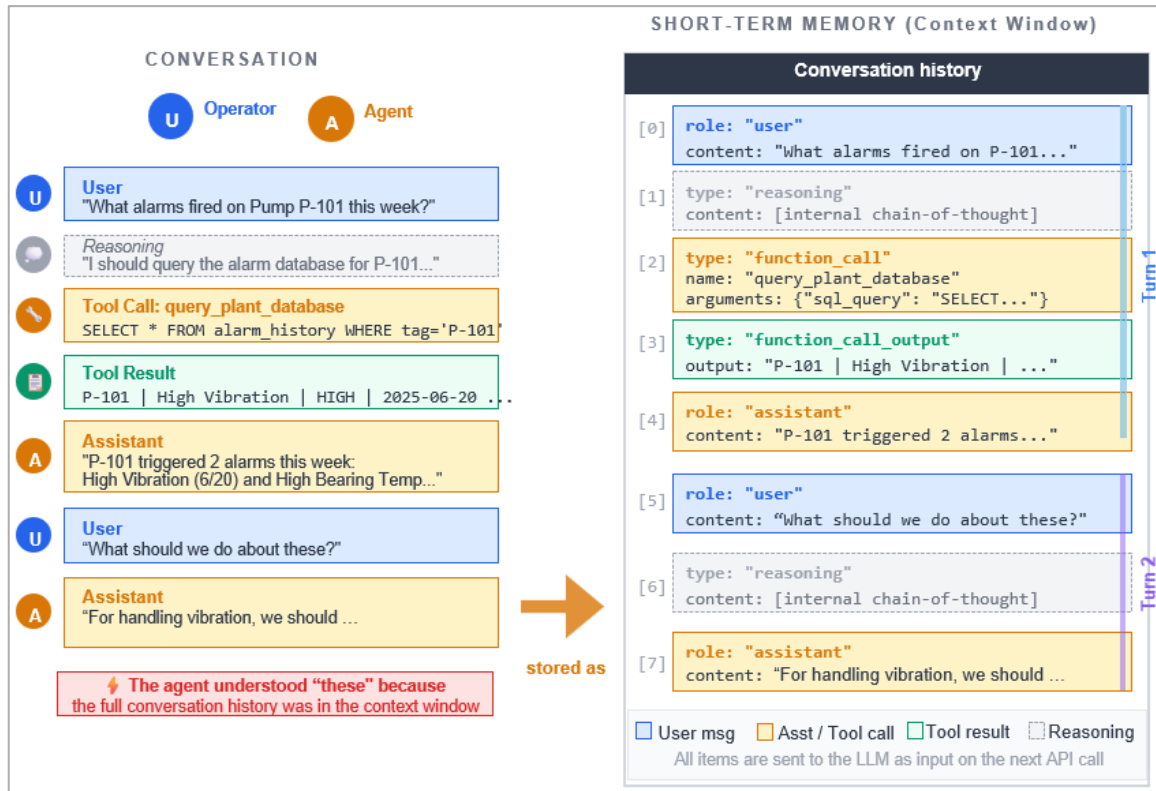 CONVERSATION
U Operator
A Agent
U
User
"What alarms fired on Pump P-101 this week?"
Reasoning
"I should query the alarm database for P-101..."
Tool Call: query_plant_database
SELECT * FROM alarm_history WHERE tag='P-101'
Tool Result
P-101 | High Vibration | HIGH | 2025-06-20 ...
A
Assistant
"P-101 triggered 2 alarms this week:
High Vibration (6/20) and High Bearing Temp..."
U
User
"What should we do about these?"
A
Assistant
“For handling vibration, we should ...
⚡ The agent understood “these" because
the full conversation history was in the context window
stored as
SHORT-TERM MEMORY (Context Window)
Conversation history
[0]
role: "user"
content: "What alarms fired on P-101..."
[1]
type: "reasoning"
content: [internal chain-of-thought]
[2]
type: "function_call"
name: "query_plant_database"
arguments: {"sql_query": "SELECT..."}
[3]
type: "function_call_output"
output: "P-101 | High Vibration | ..."
[4]
role: "assistant"
content: "P-101 triggered 2 alarms..."
Turn 1
[5]
role: "user"
content: “What should we do about these?"
[6]
type: "reasoning"
content: [internal chain-of-thought]
[7]
role: "assistant"
content: “For handling vibration, we should ...
Turn 2
User msg Asst / Tool call Tool result Reasoning
All items are sent to the LLM as input on the next API call